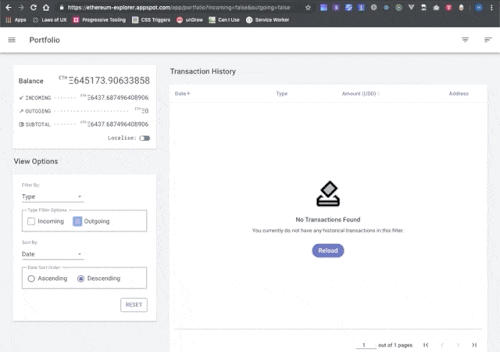 https://ethereum-explorer.appspot.com/app/portfolio?incoming=false&outgoing=false
Apps Laws of UX Progressive Tooling CSS Triggers unDraw Can I Use Service Worker
Portfolio
Balance ETH Ξ645173.90633858
INCOMING ETH Ξ6437.687496408906
OUTGOING ETH Ξ0
SUBTOTAL ETH Ξ6437.687496408906
Localise:
View Options
Filter By:
Type
Type Filter Options
Incoming Outgoing
Sort By:
Date
Date Sort Order
Ascending Descending
RESET
Transaction History
Date Type Amount (USD) Address
No Transactions Found
You currently do not have any historical transactions in this filter.
Reload
1 out of 1 pages